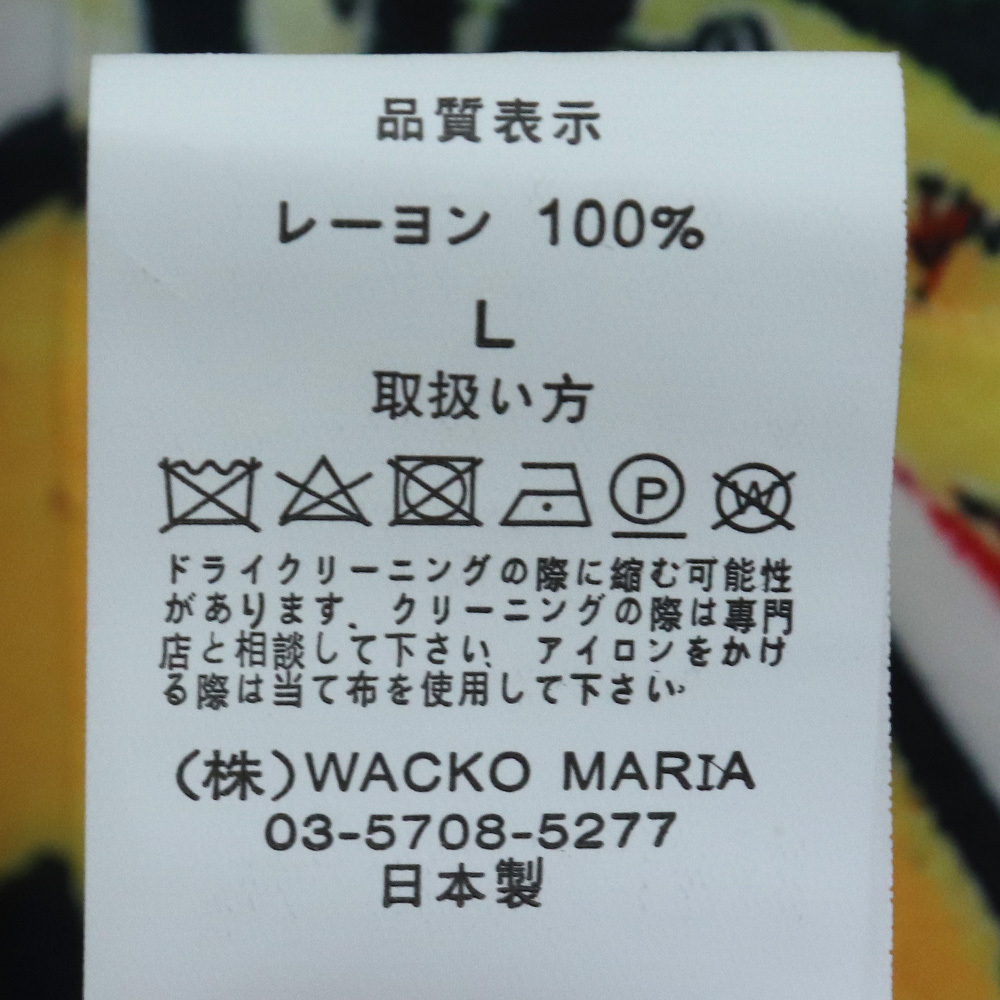 品質表示
レーヨン 100%
L
取扱い方
P W
ドライクリーニングの際に縮む可能性
があります。クリーニングの際は専門
店と相談して下さい、 アイロンをかけ
る際は当て布を使用して下さい。
(株)WACKO MARIA
03-5708-5277
日本製